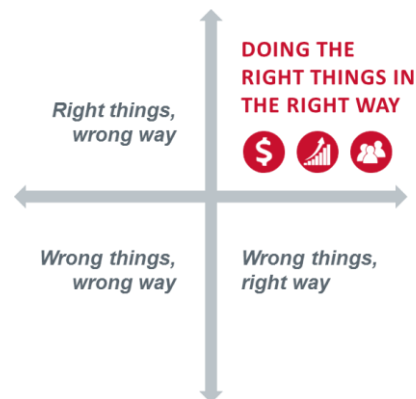 DOING THE
RIGHT THINGS IN
THE RIGHT WAY
Right things,
wrong way
$
Wrong things,
wrong way
Wrong things,
right way